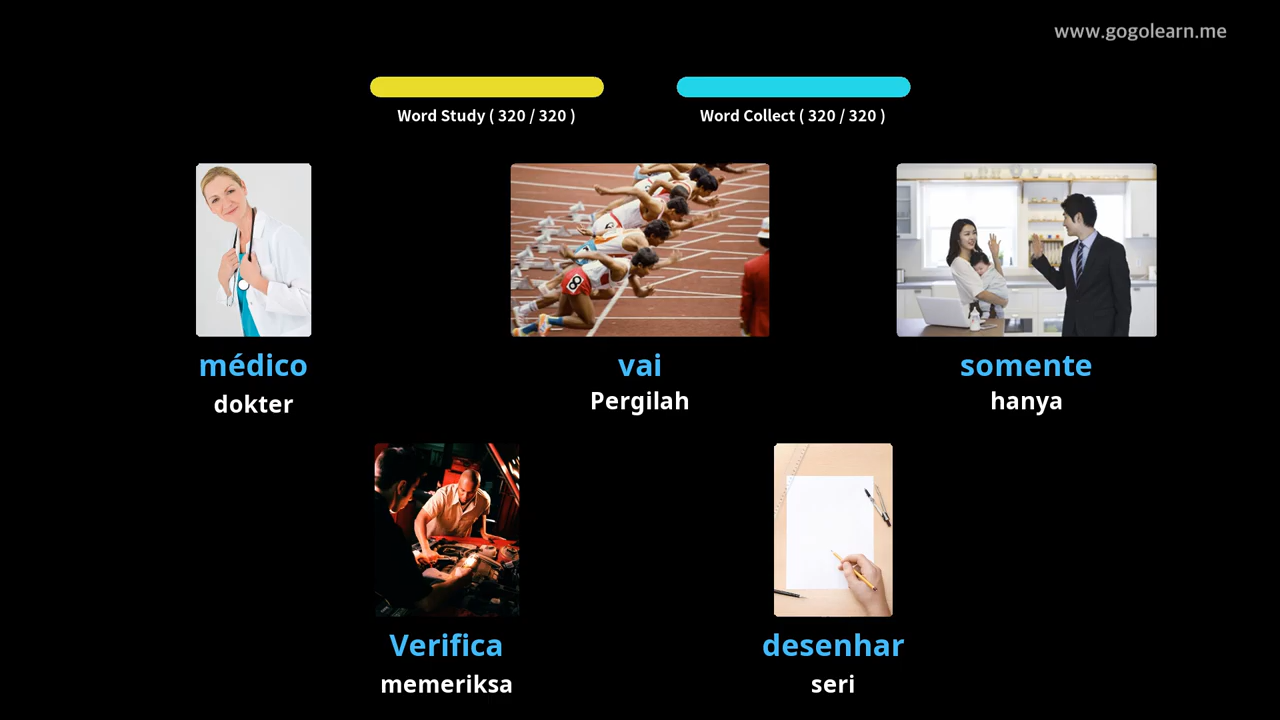 www.gogolearn.me
Word Study ( 320 / 320 )
Word Collect ( 320 / 320 )
médico
dokter
vai
Pergilah
somente
hanya
Verifica
memeriksa
desenhar
seri